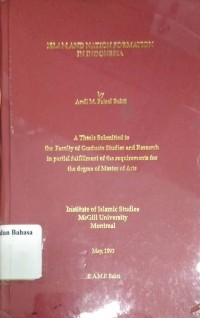 ISLAM AND NATION FORMATION
IN INDONESIA
by
Andi M. Faisal Bakti
A Thesis Submitted to
the Faculty of Graduate Studies and Research
in partial fulfillment of the requirements for
the degree of Master of Arts
Institute of Islamic Studies
McGill University
Montreal
May, 1993
© A.M.F. Bakti
dan Bahasa